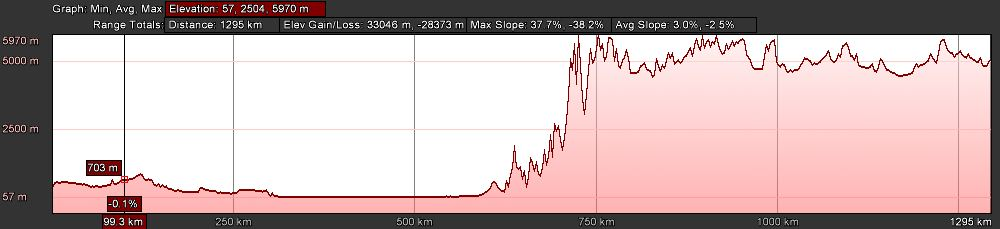 Graph: Min, Avg, Max Elevation: 57, 2504, 5970 m
Range Totals: Distance: 1295 km Elev Gain/Loss: 33046 m, -28373 m Max Slope: 37.7%, -38.2% Avg Slope: 3.0%, -2.5%
5970 m
5000 m
2500 m
703 m
57 m
-0.1%
99.3 km 250 km 500 km 750 km 1000 km 1295 km